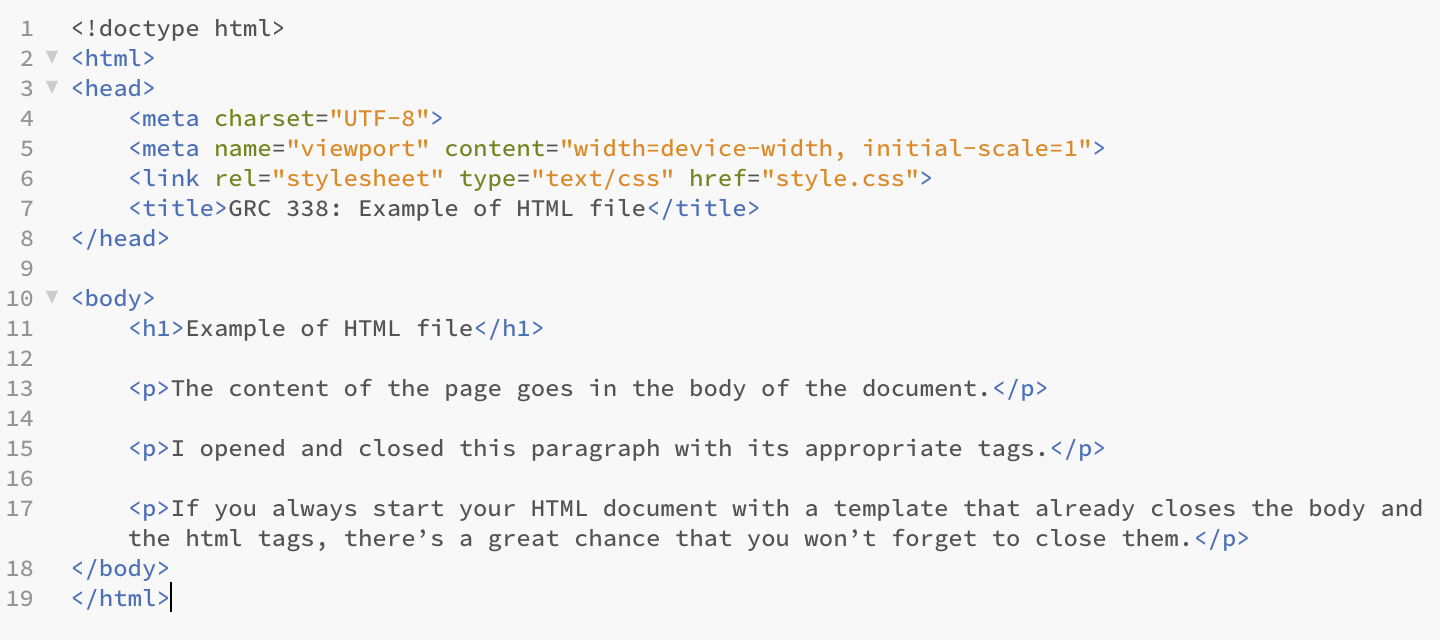 1 <!doctype html>
2 <html>
3 <head>
4     <meta charset="UTF-8">
5     <meta name="viewport" content="width=device-width, initial-scale=1">
6     <link rel="stylesheet" type="text/css" href="style.css">
7     <title>GRC 338: Example of HTML file</title>
8 </head>
9
10 <body>
11     <h1>Example of HTML file</h1>
12
13     <p>The content of the page goes in the body of the document.</p>
14
15     <p>I opened and closed this paragraph with its appropriate tags.</p>
16
17     <p>If you always start your HTML document with a template that already closes the body and
    the html tags, there’s a great chance that you won’t forget to close them.</p>
18 </body>
19 </html>